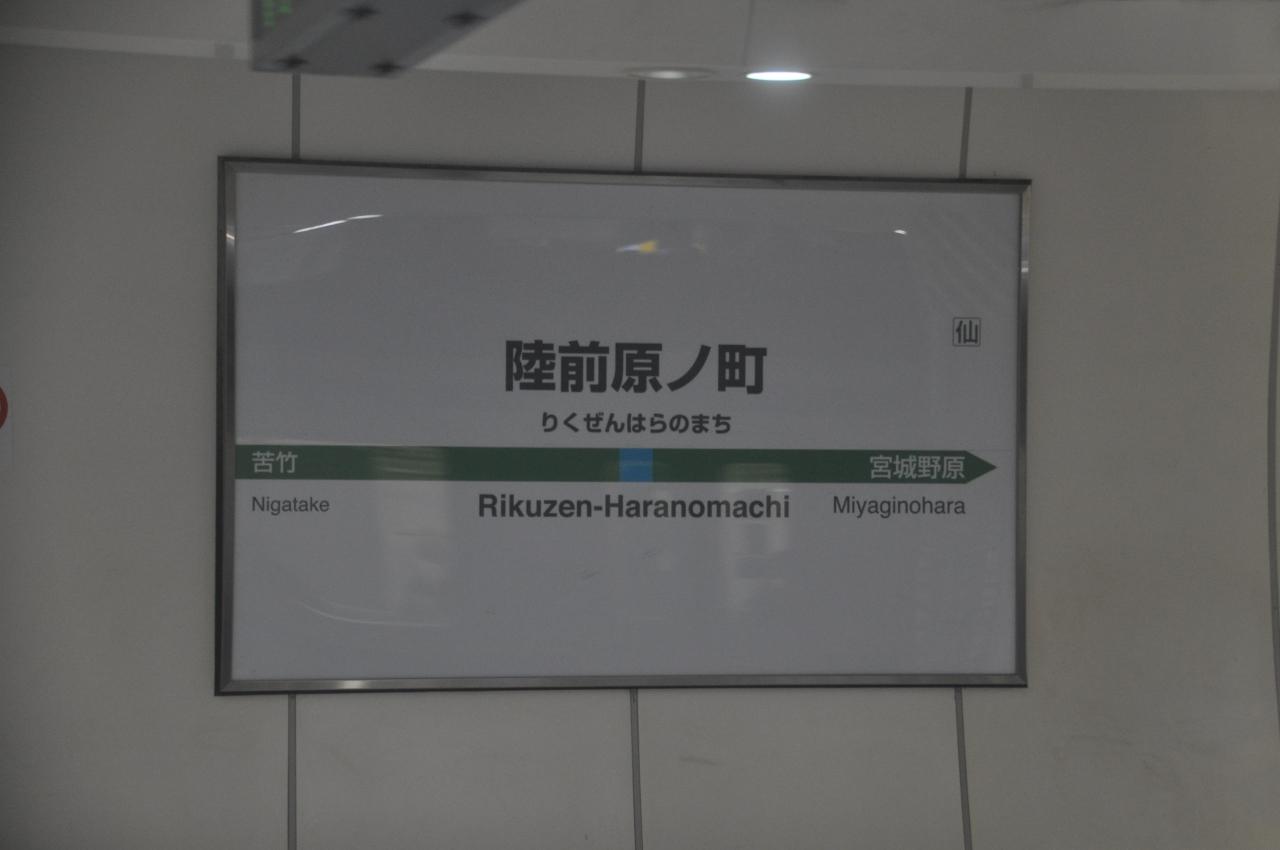 仙
陸前原ノ町
りくぜんはらのまち
苦竹 宮城野原
Nigatake Rikuzen-Haranomachi Miyaginohara